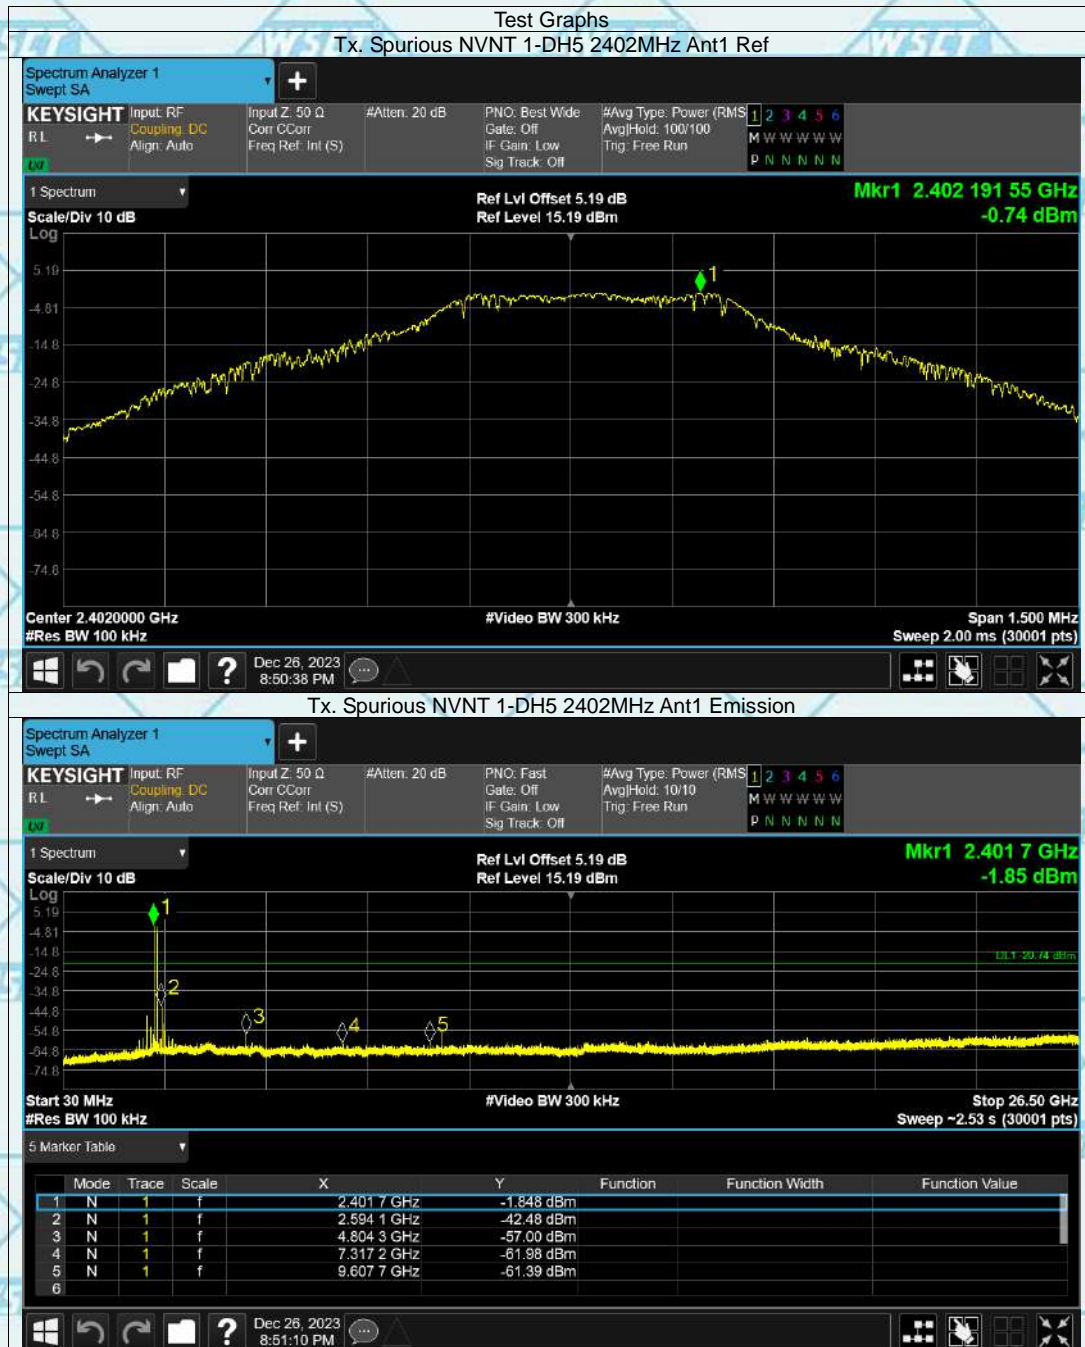 Test Graphs
Tx. Spurious NVNT 1-DH5 2402MHz Ant1 Ref
Spectrum Analyzer 1
Swept SA
+
KEYSIGHT Input: RF Input Z: 50 Ω #Atten: 20 dB PNO: Best Wide #Avg Type: Power (RMS 1 2 3 4 5 6
RL Coupling: DC Corr CCorr Gate: Off Avg|Hold: 100/100 M W W W W W
Align: Auto Freq Ref: Int (S) IF Gain: Low Trig: Free Run
LXI Sig Track: Off P N N N N N
1 Spectrum Ref Lvl Offset 5.19 dB Mkr1 2.402 191 55 GHz
Scale/Div 10 dB Ref Level 15.19 dBm -0.74 dBm
Log
1
5.19
-4.81
-14.8
-24.8
-34.8
-44.8
-54.8
-64.8
-74.8
Center 2.4020000 GHz #Video BW 300 kHz Span 1.500 MHz
#Res BW 100 kHz Sweep 2.00 ms (30001 pts)
? Dec 26, 2023
8:50:38 PM
Tx. Spurious NVNT 1-DH5 2402MHz Ant1 Emission
Spectrum Analyzer 1
Swept SA
+
KEYSIGHT Input: RF Input Z: 50 Ω #Atten: 20 dB PNO: Fast #Avg Type: Power (RMS 1 2 3 4 5 6
RL Coupling: DC Corr CCorr Gate: Off Avg|Hold: 10/10 M W W W W W
Align: Auto Freq Ref: Int (S) IF Gain: Low Trig: Free Run
LXI Sig Track: Off P N N N N N
1 Spectrum Ref Lvl Offset 5.19 dB Mkr1 2.401 7 GHz
Scale/Div 10 dB Ref Level 15.19 dBm -1.85 dBm
Log
5.19 1
-4.81
-14.8 DL1 -20.74 dBm
-24.8
-34.8 2
-44.8
3 4 5
-54.8
-64.8
-74.8
Start 30 MHz #Video BW 300 kHz Stop 26.50 GHz
#Res BW 100 kHz Sweep ~2.53 s (30001 pts)
5 Marker Table
Mode Trace Scale X Y Function Function Width Function Value
1 N 1 f 2.401 7 GHz -1.848 dBm
2 N 1 f 2.594 1 GHz -42.48 dBm
3 N 1 f 4.804 3 GHz -57.00 dBm
4 N 1 f 7.317 2 GHz -61.98 dBm
5 N 1 f 9.607 7 GHz -61.39 dBm
6
? Dec 26, 2023
8:51:10 PM